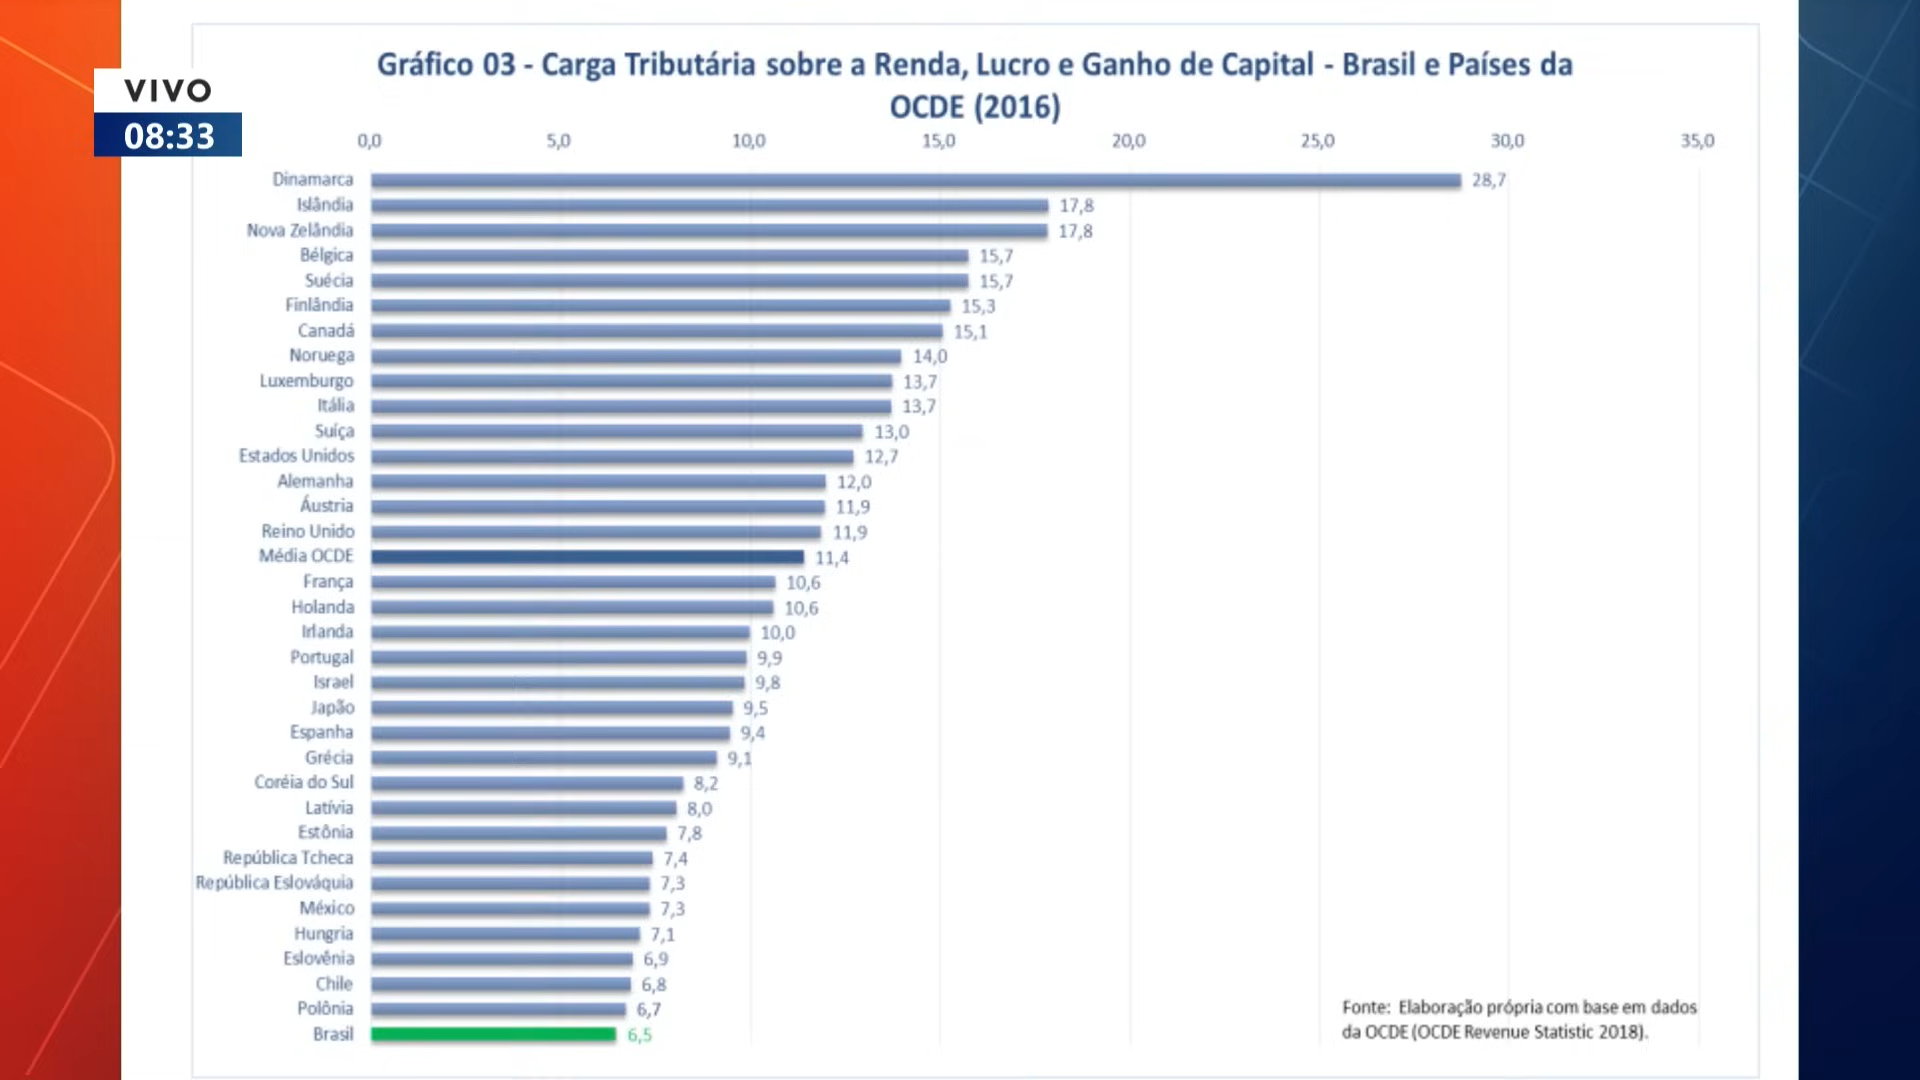 VIVO
08:33
Gráfico 03 - Carga Tributária sobre a Renda, Lucro e Ganho de Capital - Brasil e Países da
OCDE (2016)
0,0 5,0 10,0 15,0 20,0 25,0 30,0 35,0
Dinamarca 28,7
Islândia 17,8
Nova Zelândia 17,8
Bélgica 15,7
Suécia 15,7
Finlândia 15,3
Canadá 15,1
Noruega 14,0
Luxemburgo 13,7
Itália 13,7
Suíça 13,0
Estados Unidos 12,7
Alemanha 12,0
Áustria 11,9
Reino Unido 11,9
Média OCDE 11,4
França 10,6
Holanda 10,6
Irlanda 10,0
Portugal 9,9
Israel 9,8
Japão 9,5
Espanha 9,4
Grécia 9,1
Coréia do Sul 8,2
Latívia 8,0
Estônia 7,8
República Tcheca 7,4
República Eslováquia 7,3
México 7,3
Hungria 7,1
Eslovênia 6,9
Chile 6,8
Polônia 6,7
Brasil 6,5
Fonte: Elaboração própria com base em dados
da OCDE (OCDE Revenue Statistic 2018).